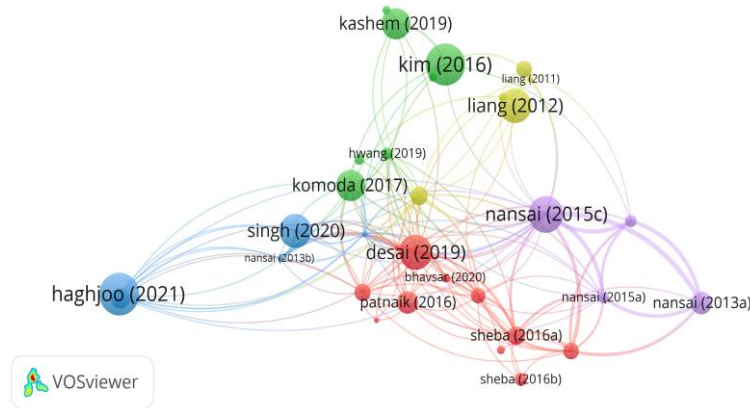 kashem (2019)
kim (2016)
liang (2011)
liang (2012)
hwang (2019)
komoda (2017)
nansai (2015c)
singh (2020)
desai (2019)
nansai (2013b)
bhavsar (2020)
haghjoo (2021)
patnaik (2016)
nansai (2015a)
nansai (2013a)
sheba (2016a)
sheba (2016b)
VOSviewer